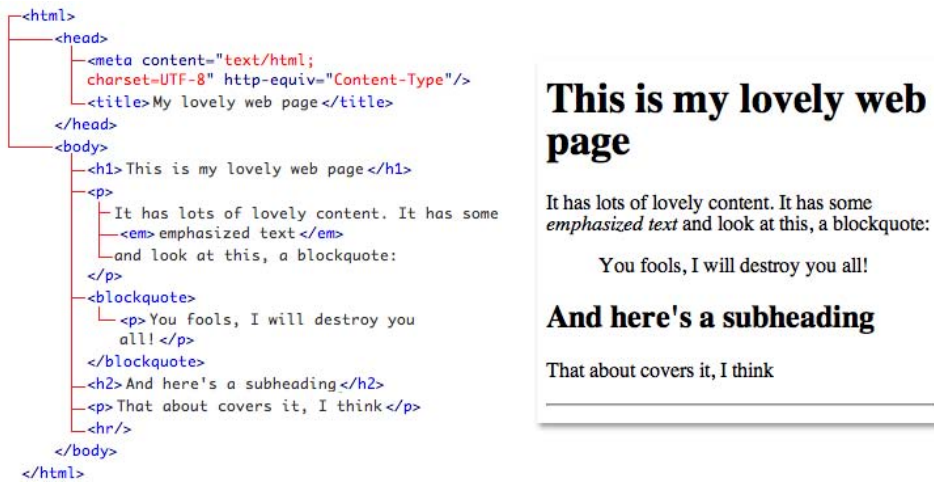 <html>
<head>
<meta content="text/html;
charset=UTF-8" http-equiv="Content-Type"/>
<title>My lovely web page</title>
</head>
<body>
<h1>This is my lovely web page</h1>
<p>
It has lots of lovely content. It has some
<em>emphasized text</em>
and look at this, a blockquote:
</p>
<blockquote>
<p>You fools, I will destroy you
all!</p>
</blockquote>
<h2>And here's a subheading</h2>
<p>That about covers it, I think</p>
<hr/>
</body>
</html>
This is my lovely web
page
It has lots of lovely content. It has some
emphasized text and look at this, a blockquote:
You fools, I will destroy you all!
And here's a subheading
That about covers it, I think